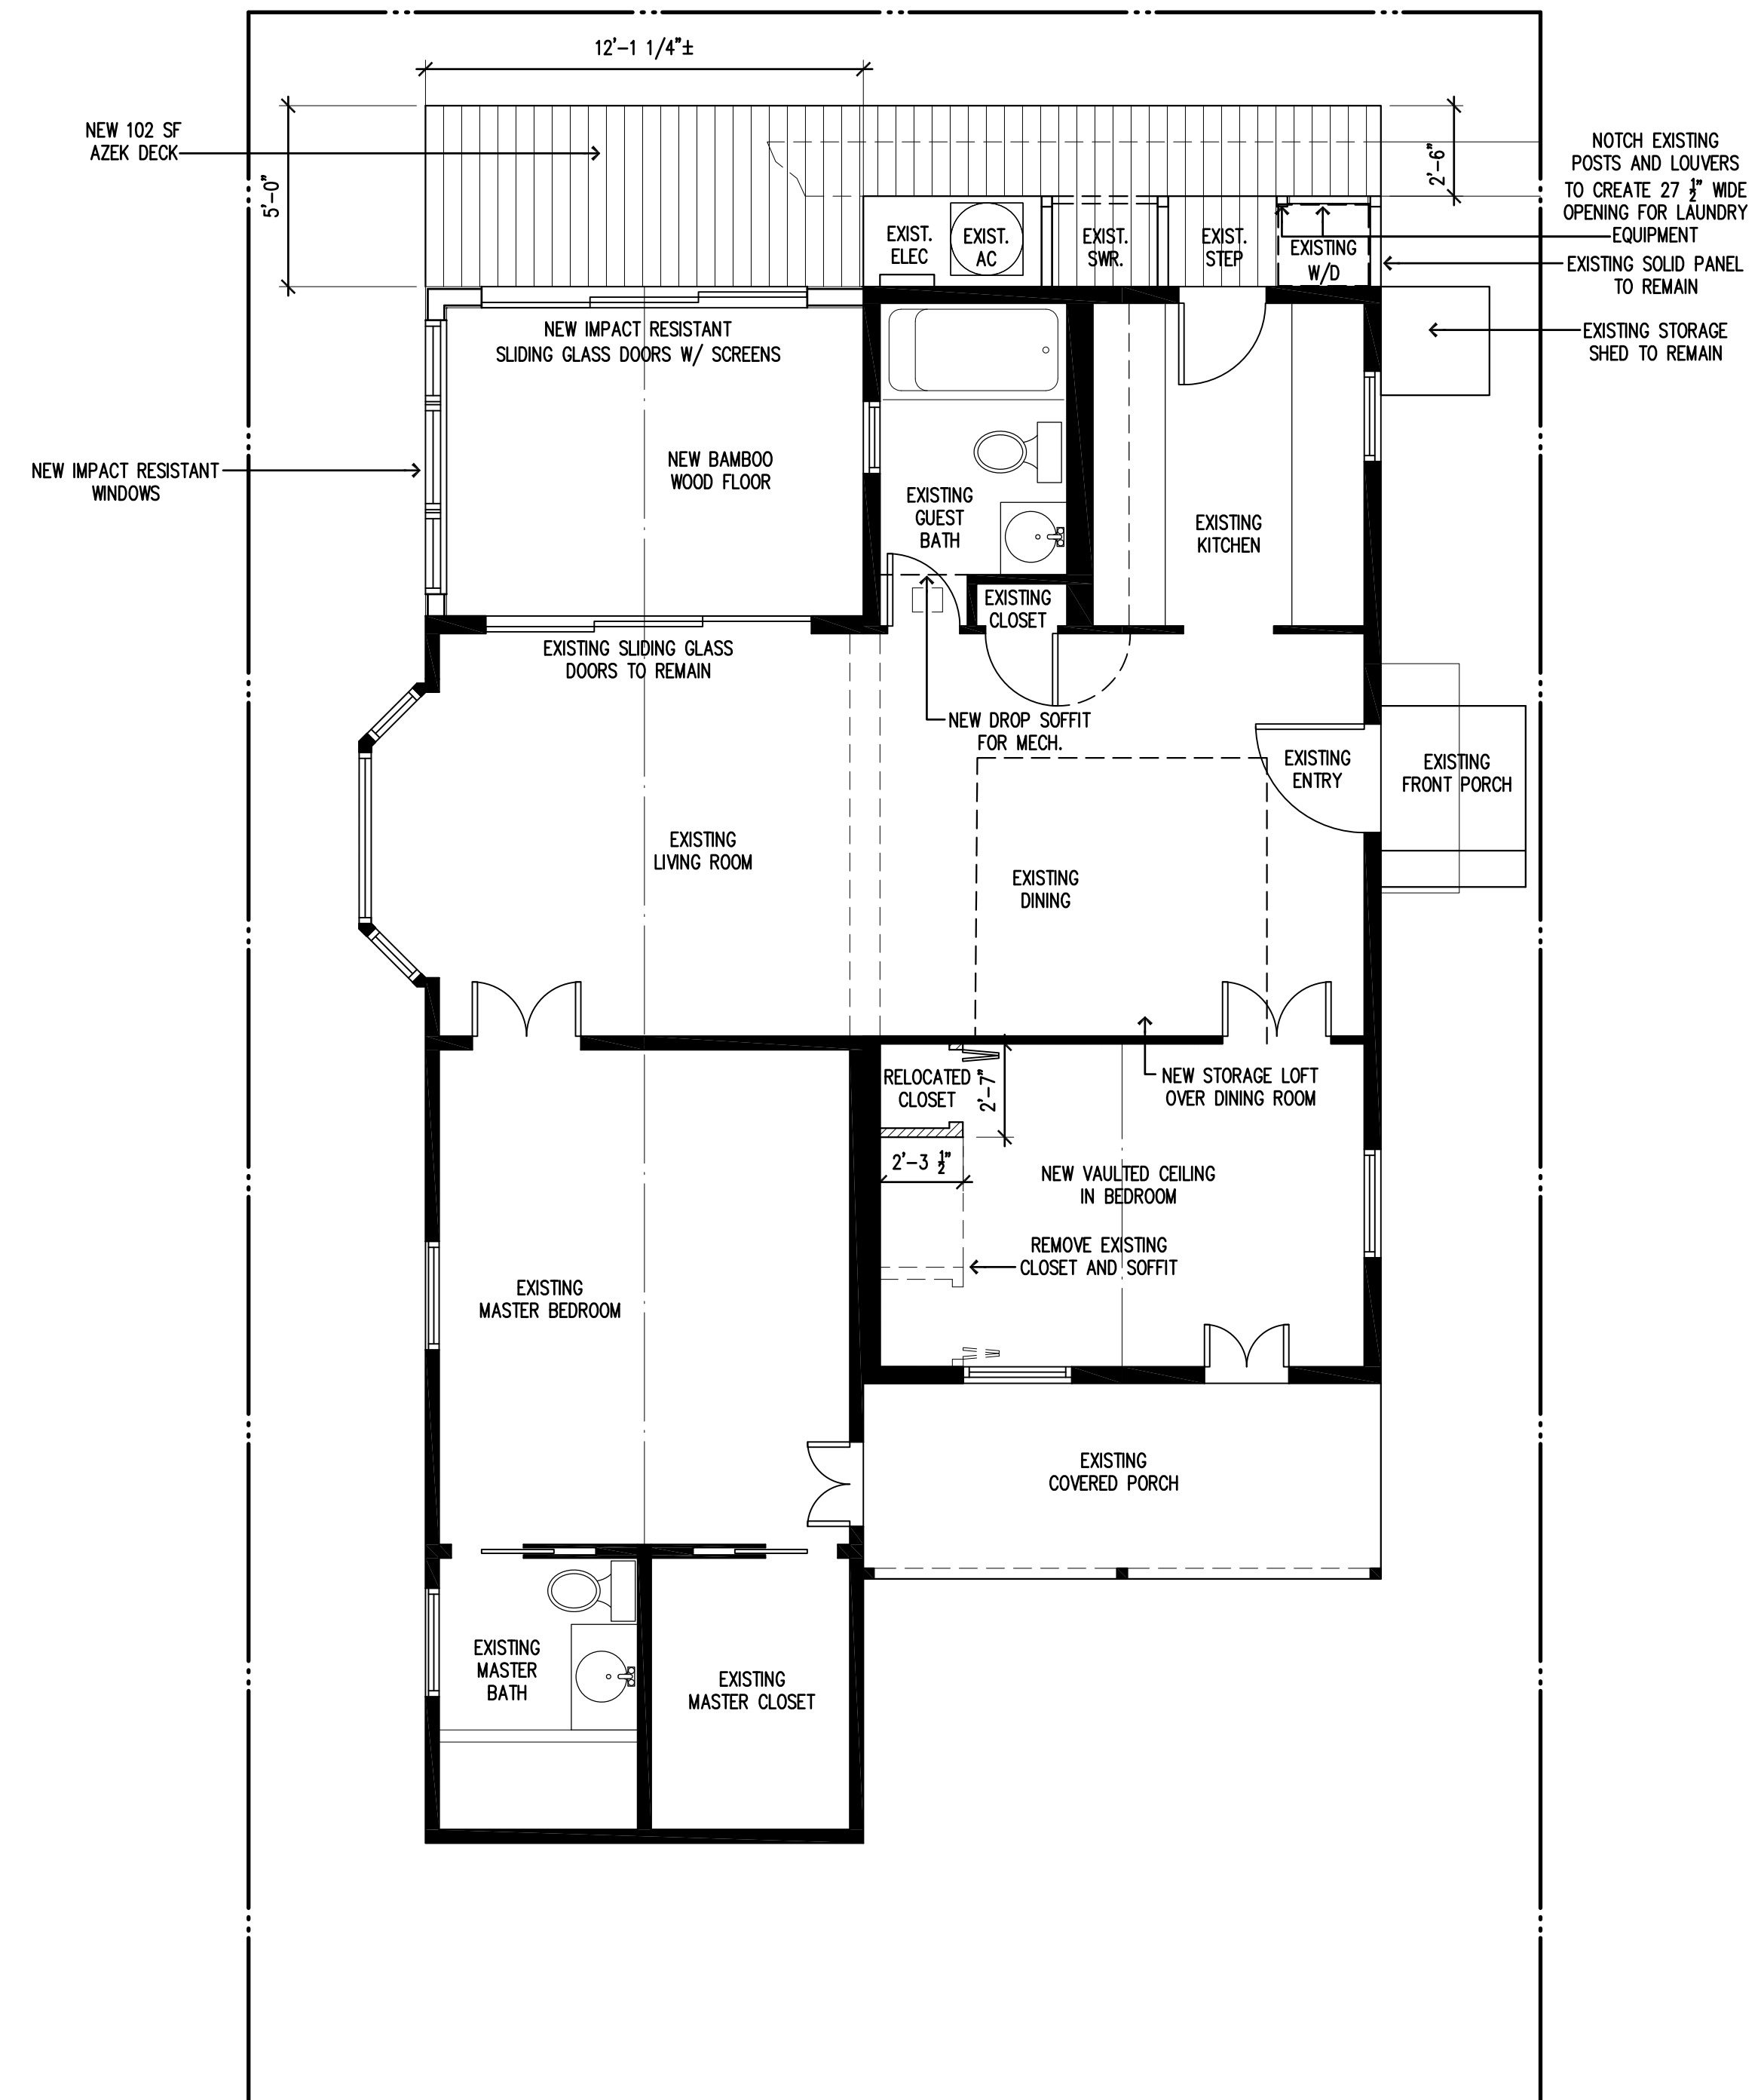 12'-1 1/4"±
NEW 102 SF
AZEK DECK
5'-0"
2'-6"
NOTCH EXISTING
POSTS AND LOUVERS
TO CREATE 27 1/2" WIDE
OPENING FOR LAUNDRY
EQUIPMENT
EXISTING SOLID PANEL
TO REMAIN
EXISTING STORAGE
SHED TO REMAIN
EXIST.
ELEC
EXIST.
AC
EXIST.
SWR.
EXIST.
STEP
EXISTING
W/D
NEW IMPACT RESISTANT
SLIDING GLASS DOORS W/ SCREENS
NEW IMPACT RESISTANT
WINDOWS
NEW BAMBOO
WOOD FLOOR
EXISTING
GUEST
BATH
EXISTING
KITCHEN
EXISTING
CLOSET
EXISTING SLIDING GLASS
DOORS TO REMAIN
NEW DROP SOFFIT
FOR MECH.
EXISTING
ENTRY
EXISTING
FRONT PORCH
EXISTING
LIVING ROOM
EXISTING
DINING
RELOCATED
CLOSET
2'-7"
NEW STORAGE LOFT
OVER DINING ROOM
2'-3 1/2"
NEW VAULTED CEILING
IN BEDROOM
REMOVE EXISTING
CLOSET AND SOFFIT
EXISTING
MASTER BEDROOM
EXISTING
COVERED PORCH
EXISTING
MASTER
BATH
EXISTING
MASTER CLOSET